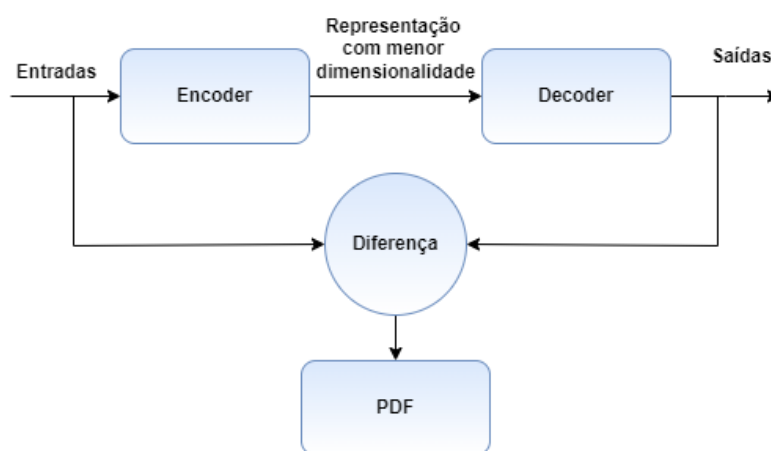 Entradas
Encoder
Representação
com menor
dimensionalidade
Decoder
Saídas
Diferença
PDF